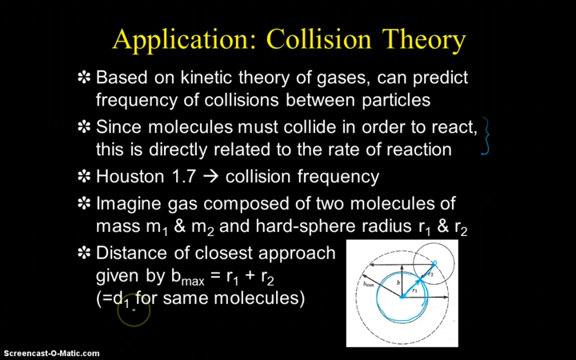 Application: Collision Theory
✻ Based on kinetic theory of gases, can predict
frequency of collisions between particles
✻ Since molecules must collide in order to react,
this is directly related to the rate of reaction
✻ Houston 1.7 → collision frequency
✻ Imagine gas composed of two molecules of
mass m₁ & m₂ and hard-sphere radius r₁ & r₂
✻ Distance of closest approach
given by bmax = r₁ + r₂
(=d₁ for same molecules)
r₂
bmax
b
r₁
Screencast-O-Matic.com